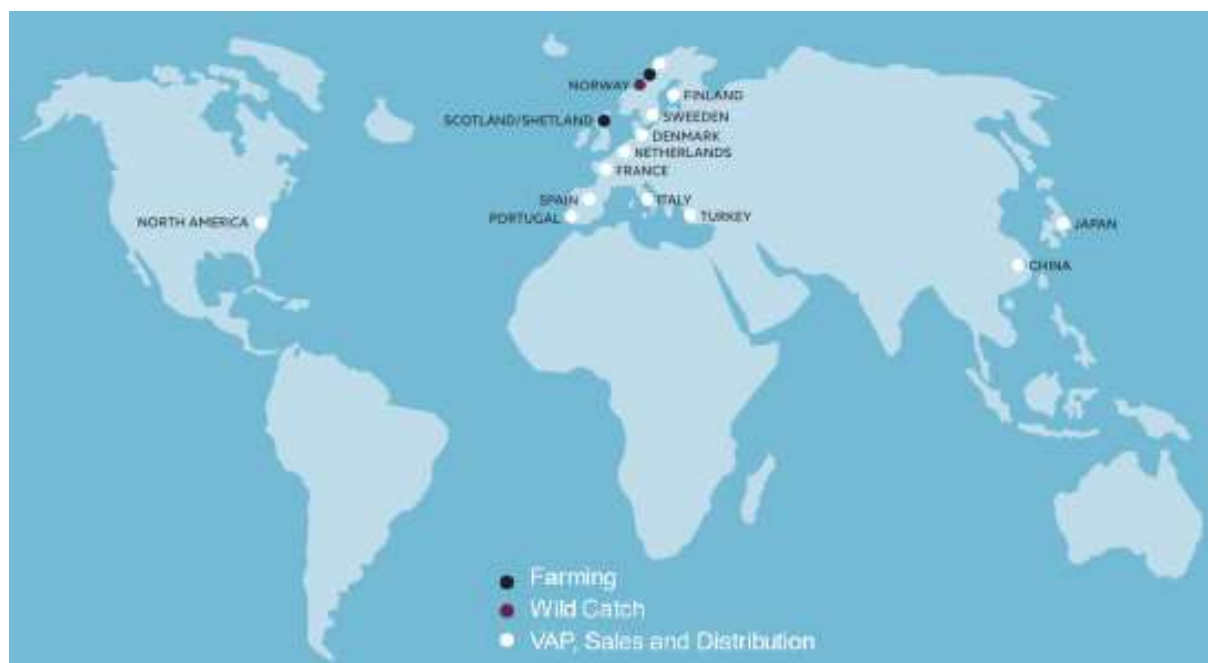 NORWAY
FINLAND
SCOTLAND/SHETLAND
SWEEDEN
DENMARK
NETHERLANDS
FRANCE
SPAIN
ITALY
PORTUGAL
TURKEY
NORTH AMERICA
JAPAN
CHINA
Farming
Wild Catch
VAP, Sales and Distribution